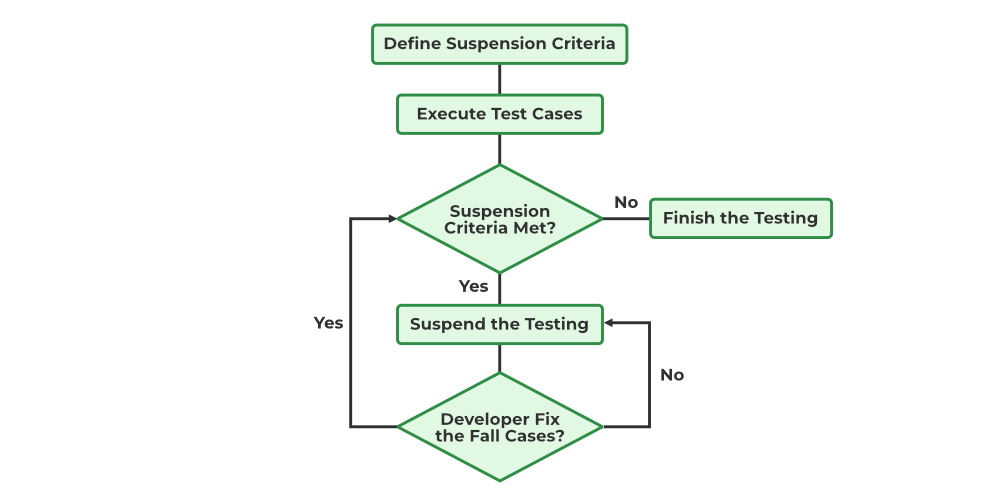 Define Suspension Criteria
Execute Test Cases
Suspension
Criteria Met?
No
Finish the Testing
Yes
Suspend the Testing
Yes
No
Developer Fix
the Fall Cases?